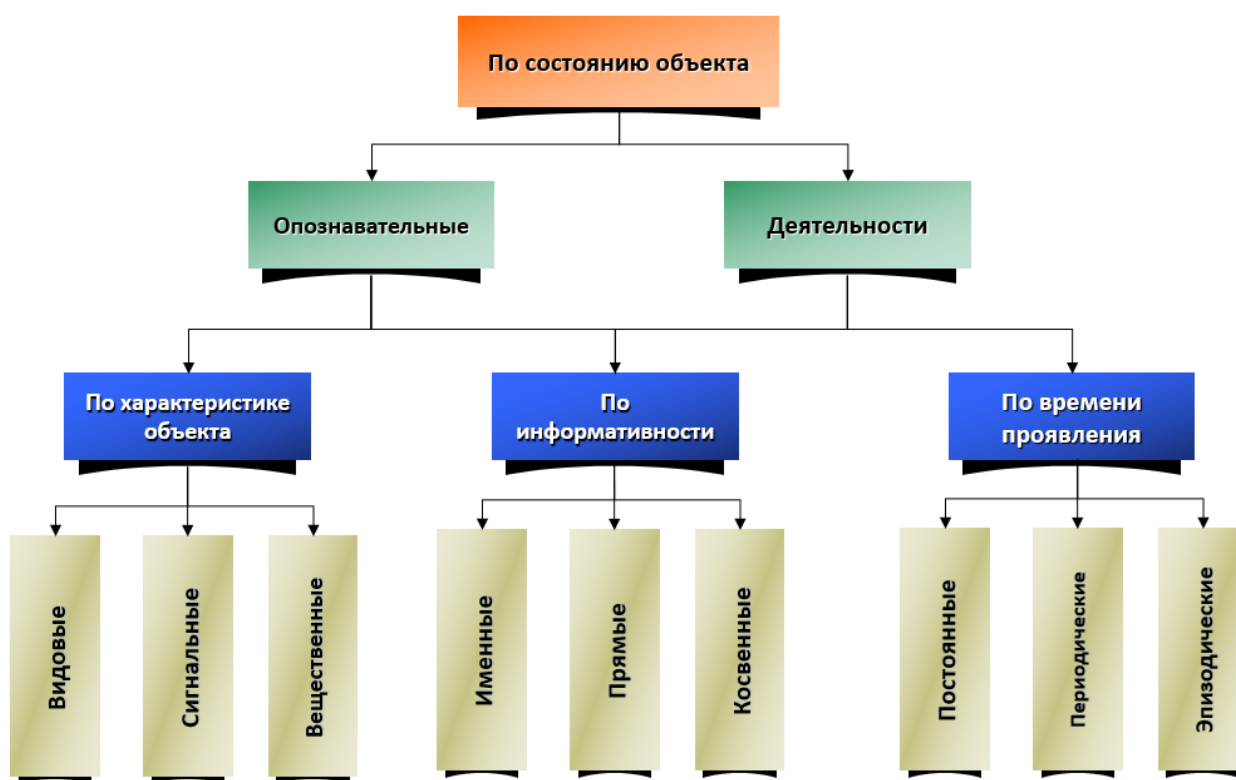 По состоянию объекта
Опознавательные
Деятельности
По характеристике
объекта
По
информативности
По времени
проявления
Видовые
Сигнальные
Вещественные
Именные
Прямые
Косвенные
Постоянные
Периодические
Эпизодические